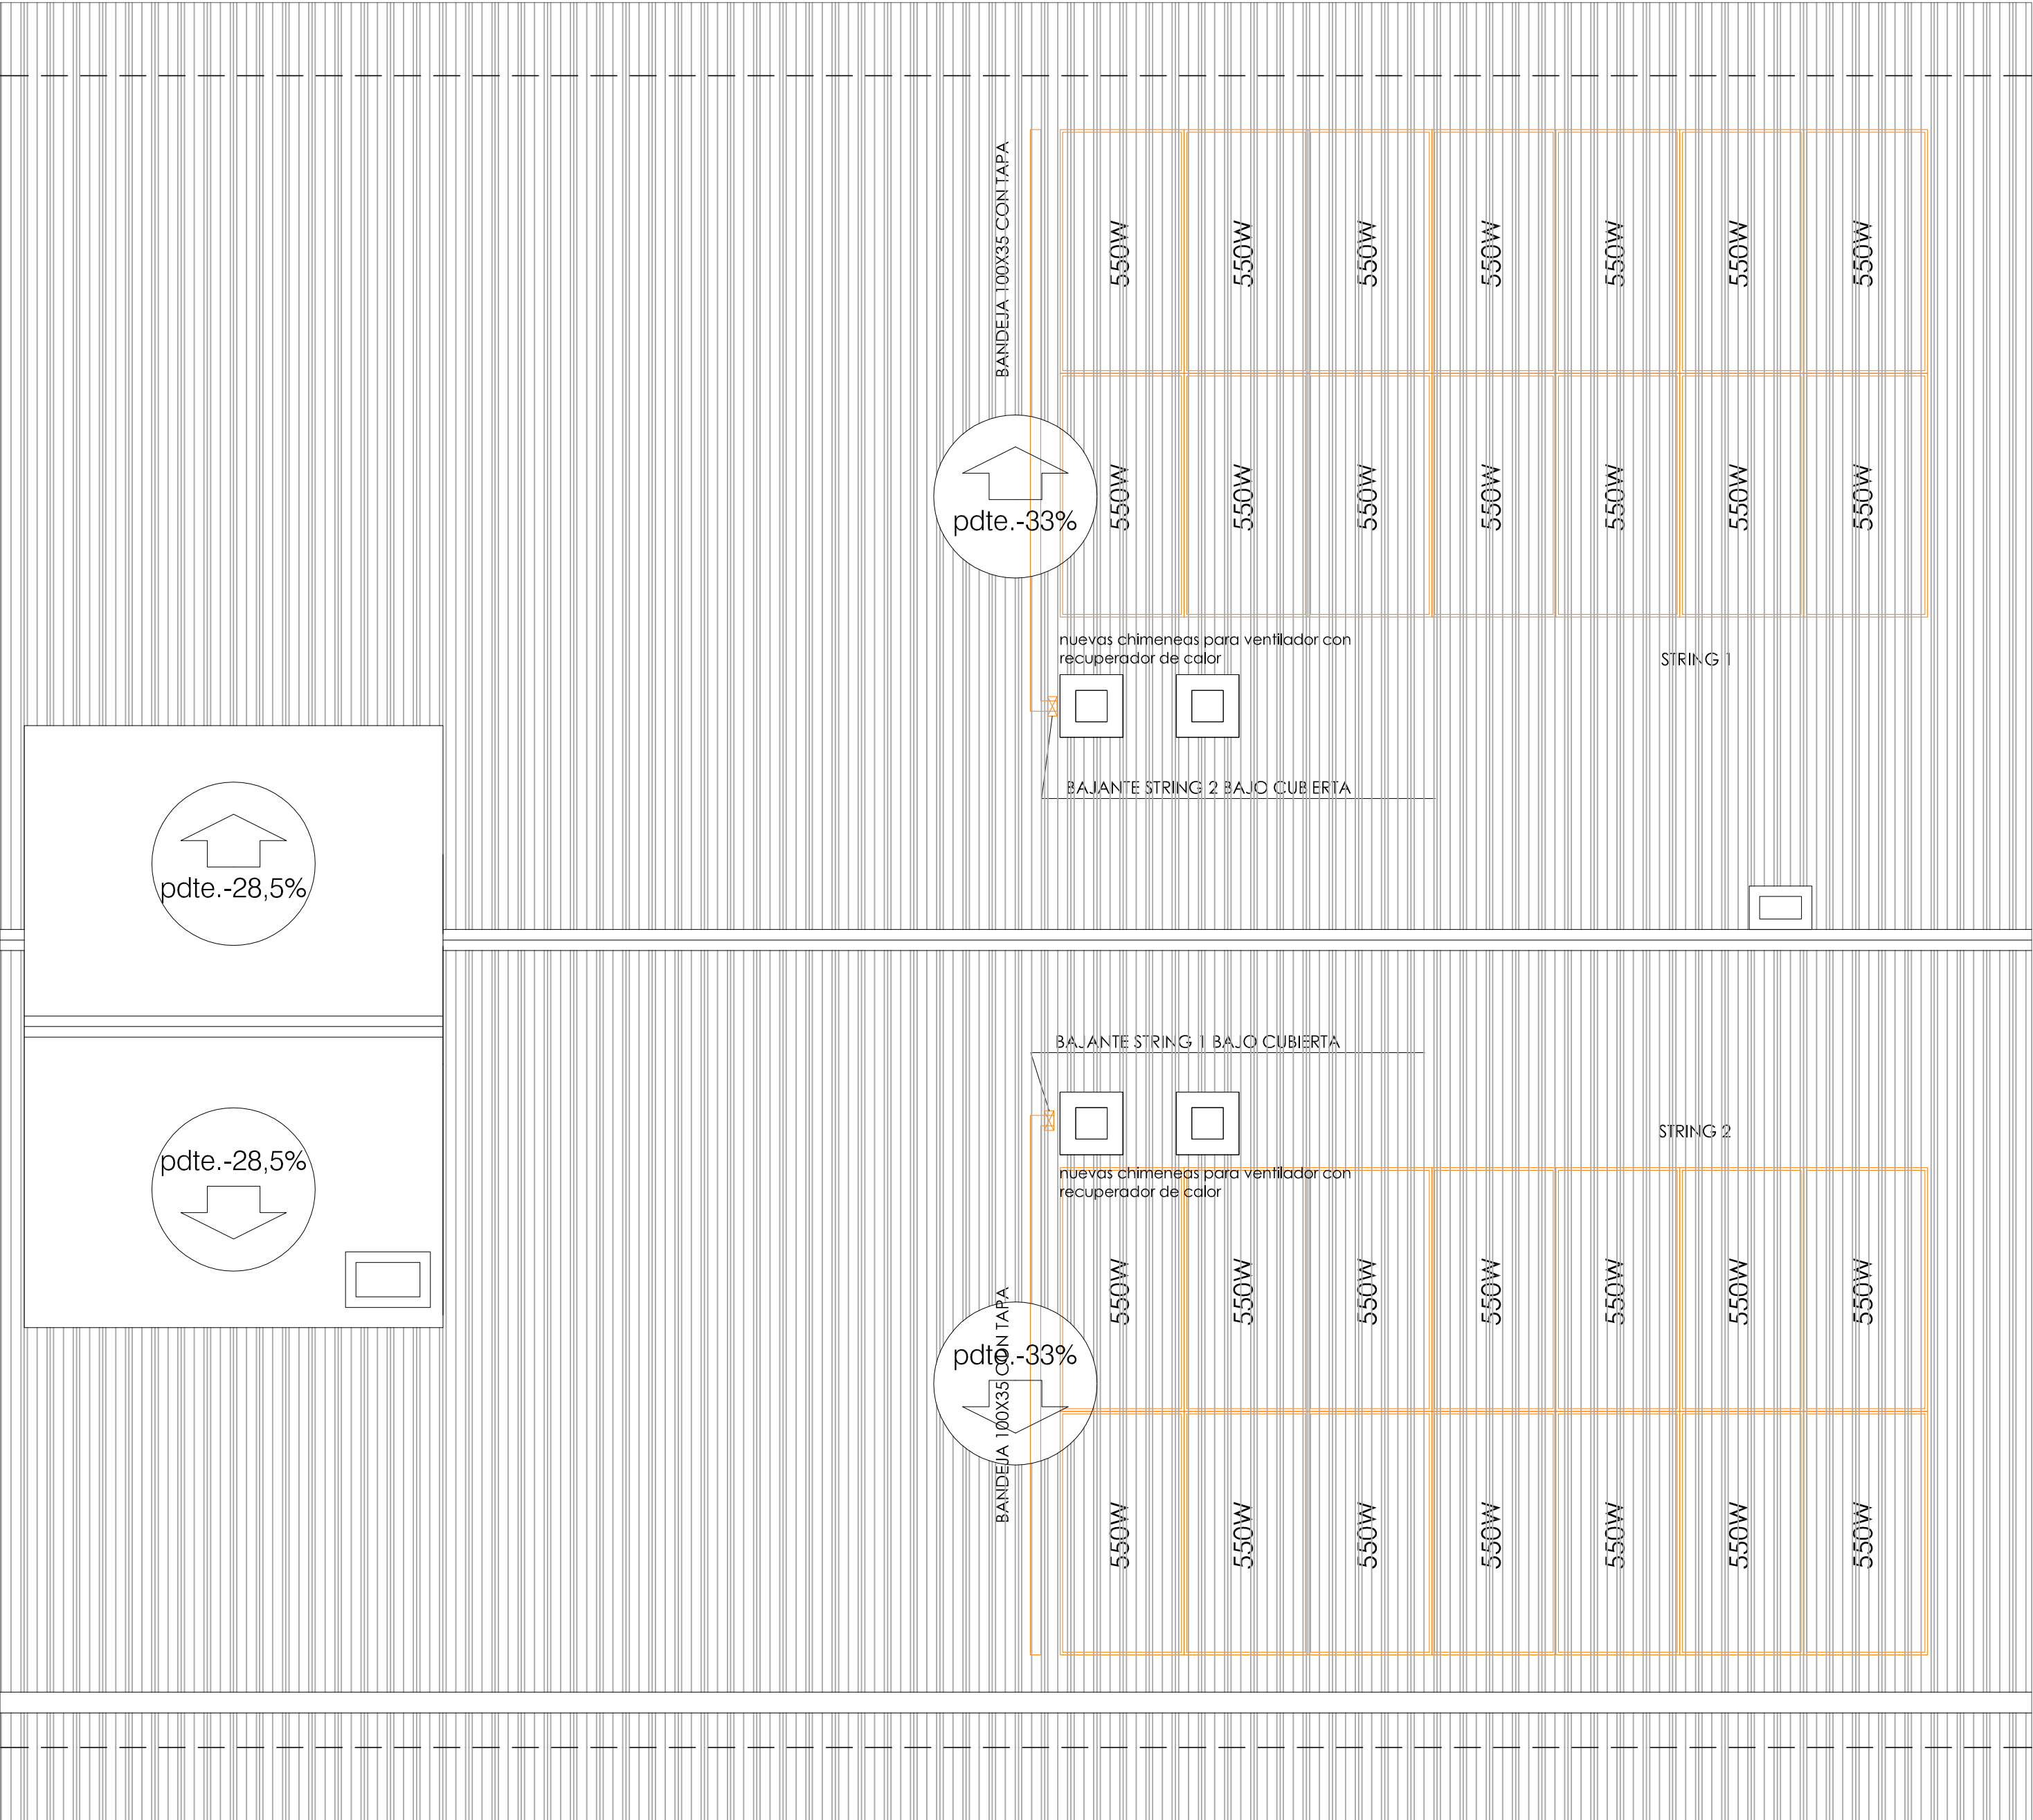 BANDEJA 100X35 CON TAPA
550W 550W 550W 550W 550W 550W 550W
550W 550W 550W 550W 550W 550W 550W
pdte.-33%
nuevas chimeneas para ventilador con
recuperador de calor
STRING 1
BAJANTE STRING 2 BAJO CUBIERTA
pdte.-28,5%
BAJANTE STRING 1 BAJO CUBIERTA
STRING 2
pdte.-28,5%
nuevas chimeneas para ventilador con
recuperador de calor
550W 550W 550W 550W 550W 550W 550W
pdte.-33%
BANDEJA 100X35 CON TAPA
550W 550W 550W 550W 550W 550W 550W